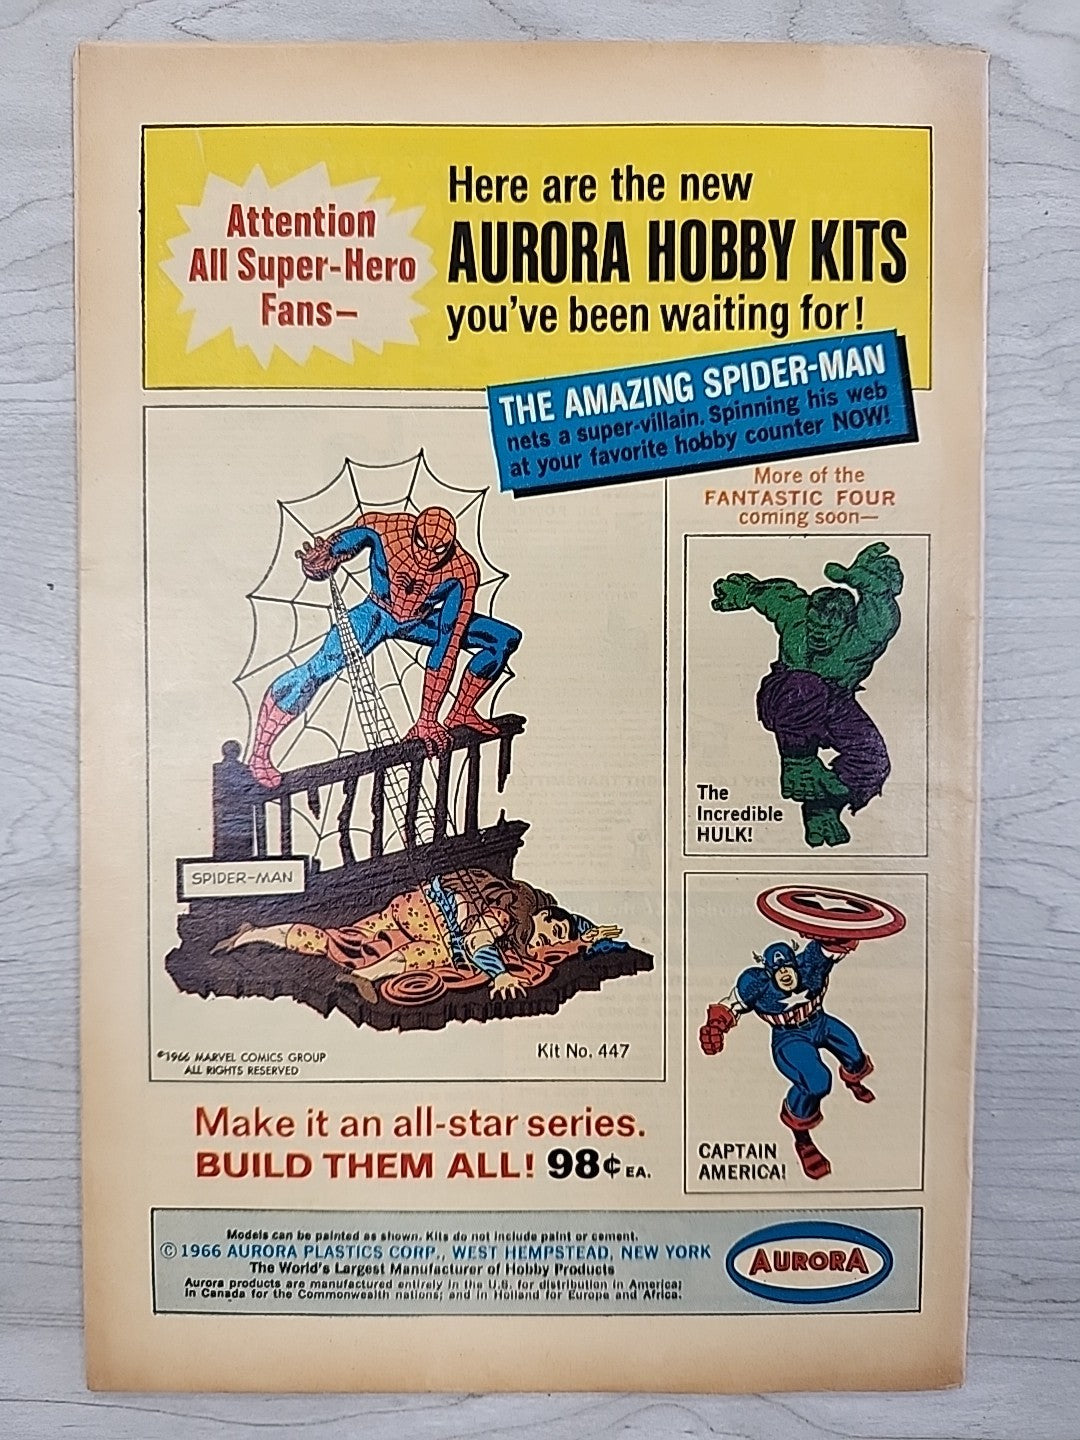 Attention
All Super-Hero
Fans—
Here are the new
AURORA HOBBY KITS
you've been waiting for!
THE AMAZING SPIDER-MAN
nets a super-villain. Spinning his web
at your favorite hobby counter NOW!
More of the
FANTASTIC FOUR
coming soon—
The
Incredible
HULK!
SPIDER-MAN
©1966 MARVEL COMICS GROUP
ALL RIGHTS RESERVED
Kit No. 447
A
CAPTAIN
AMERICA!
Make it an all-star series.
BUILD THEM ALL! 98¢ EA.
Models can be painted as shown. Kits do not include paint or cement.
© 1966 AURORA PLASTICS CORP., WEST HEMPSTEAD, NEW YORK
The World's Largest Manufacturer of Hobby Products
Aurora products are manufactured entirely in the U.S. for distribution in America;
in Canada for the Commonwealth nations; and in Holland for Europe and Africa.
AURORA